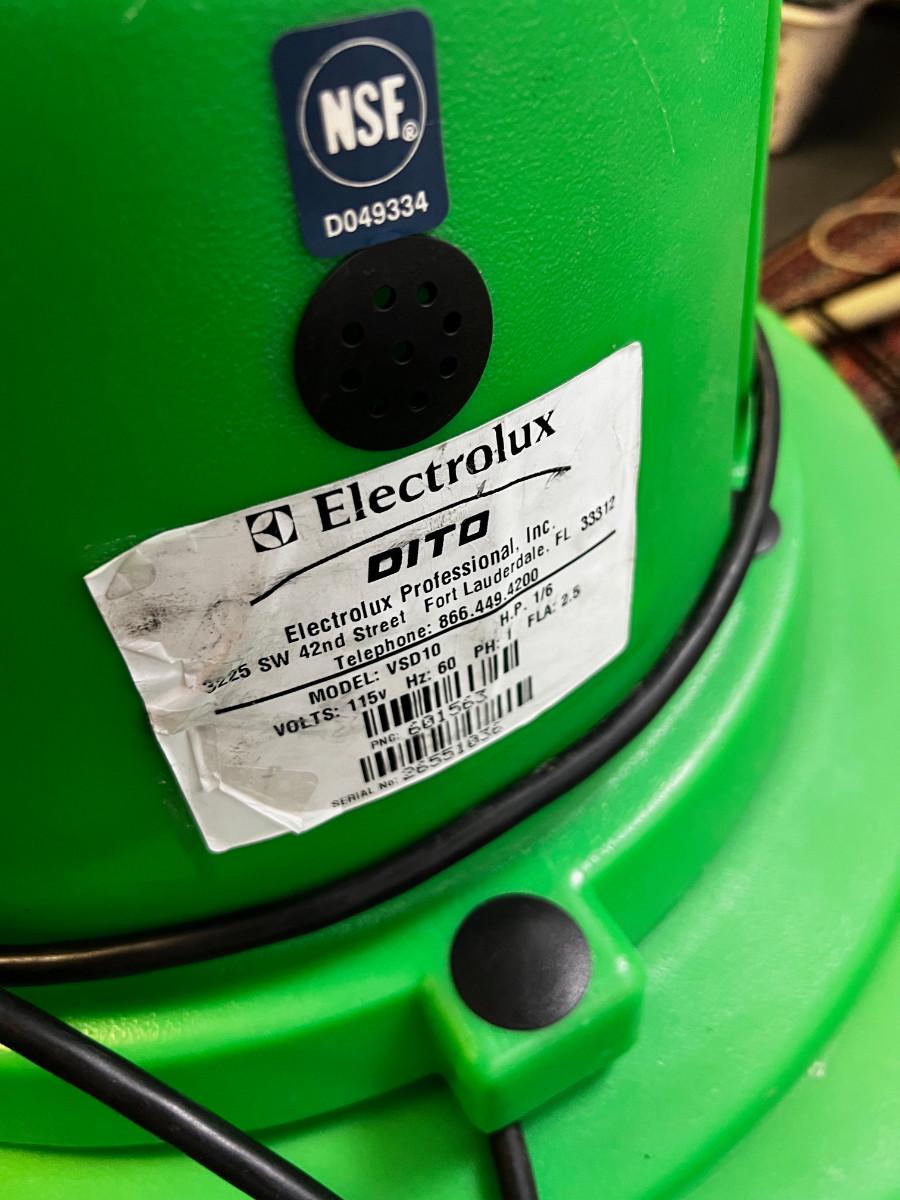 NSF®
D049334
Electrolux
DITO
Electrolux Professional, Inc.
3225 SW 42nd Street Fort Lauderdale. FL 33312
Telephone: 866.449.4200
MODEL: VSD10 H.P. 1/6
VOLTS: 115v Hz: 60 PH: 1 FLA: 2.5
PNC: 601563
SERIAL No: 26551036